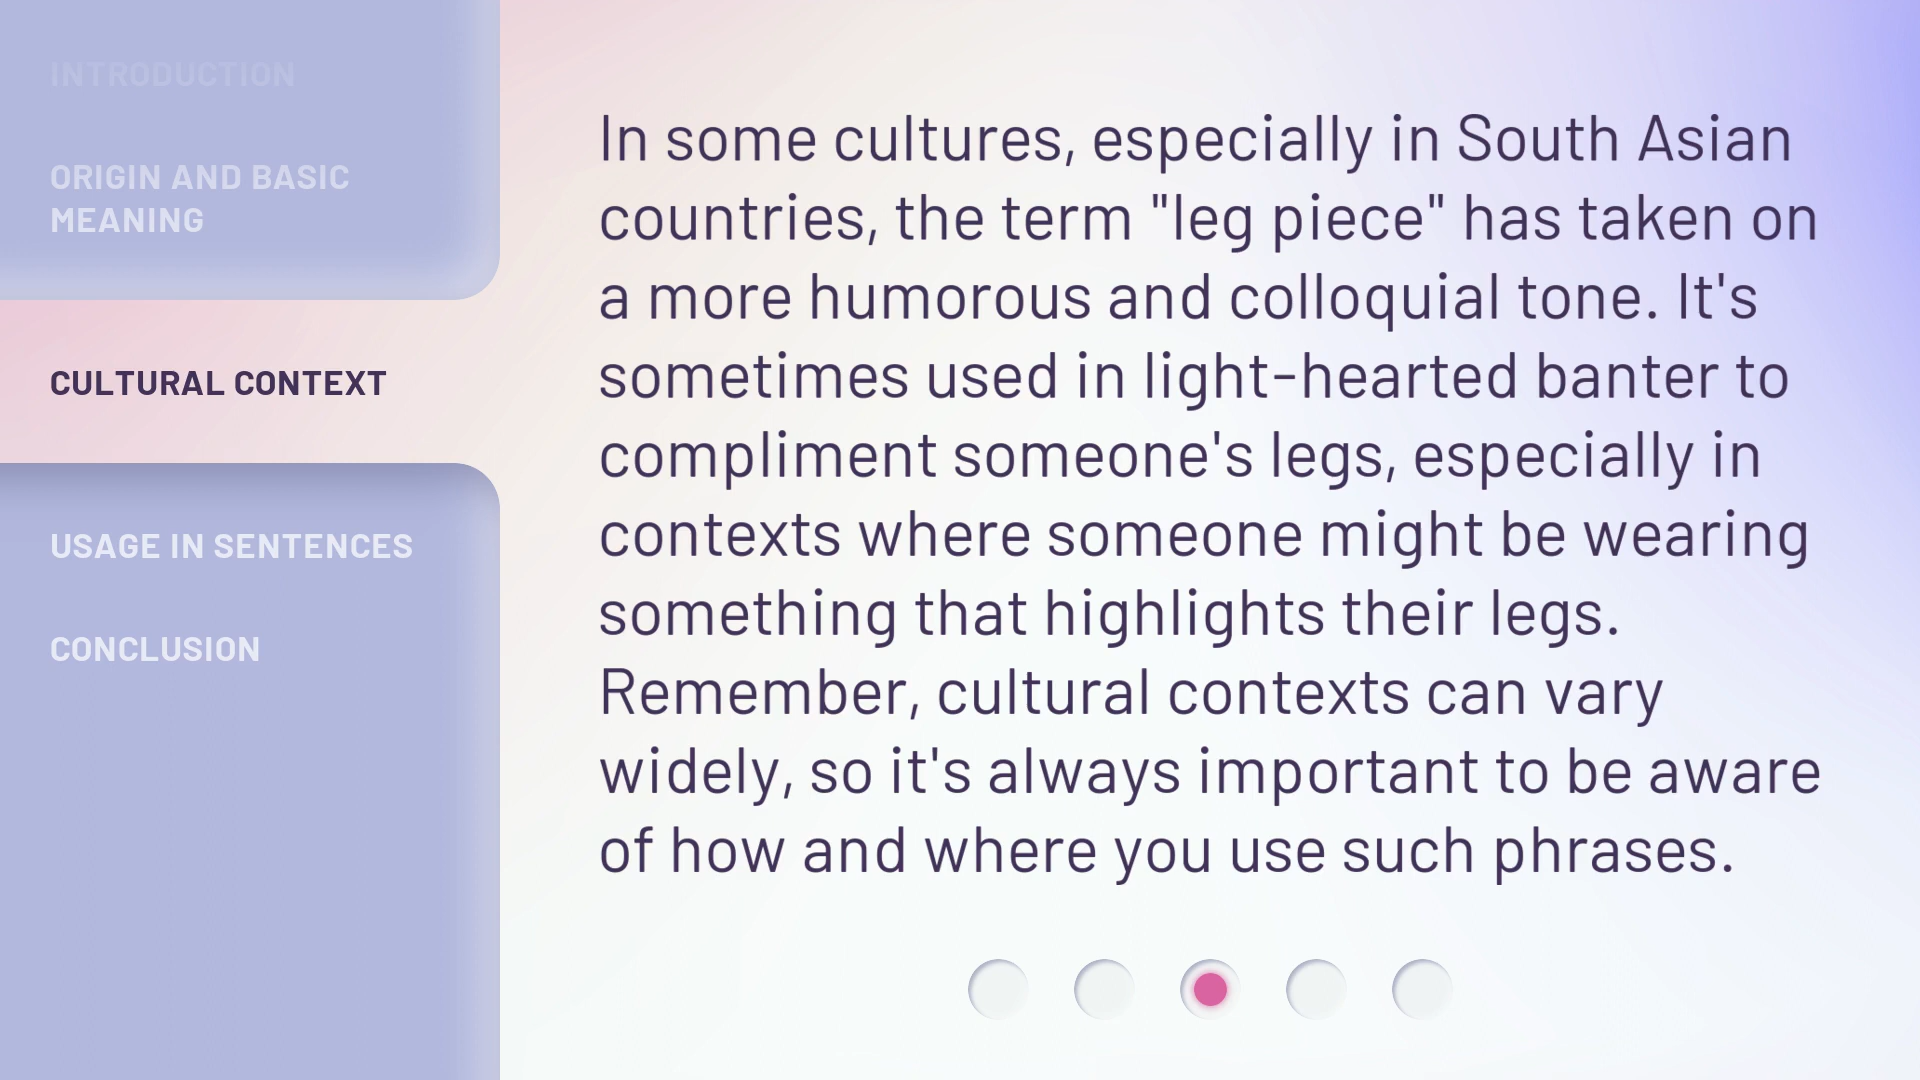 INTRODUCTION
ORIGIN AND BASIC
MEANING
CULTURAL CONTEXT
USAGE IN SENTENCES
CONCLUSION
In some cultures, especially in South Asian
countries, the term "leg piece" has taken on
a more humorous and colloquial tone. It's
sometimes used in light-hearted banter to
compliment someone's legs, especially in
contexts where someone might be wearing
something that highlights their legs.
Remember, cultural contexts can vary
widely, so it's always important to be aware
of how and where you use such phrases.